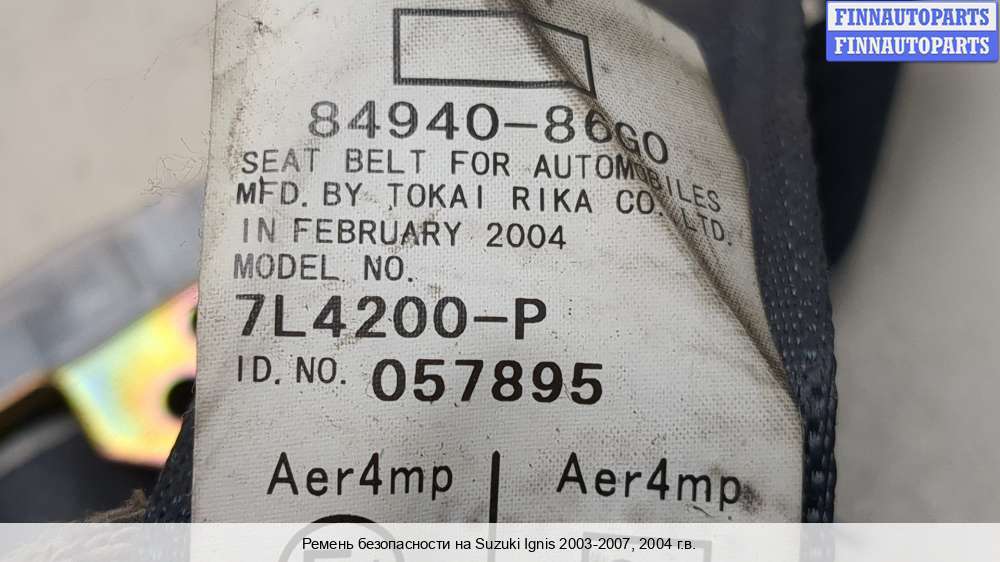 FINNAUTOPARTS
FINNAUTOPARTS
84940-86G0
SEAT BELT FOR AUTOMOBILES
MFD. BY TOKAI RIKA CO. LTD.
IN FEBRUARY 2004
MODEL NO.
7L4200-P
ID. NO. 057895
Aer4mp Aer4mp
Ремень безопасности на Suzuki Ignis 2003-2007, 2004 г.в.